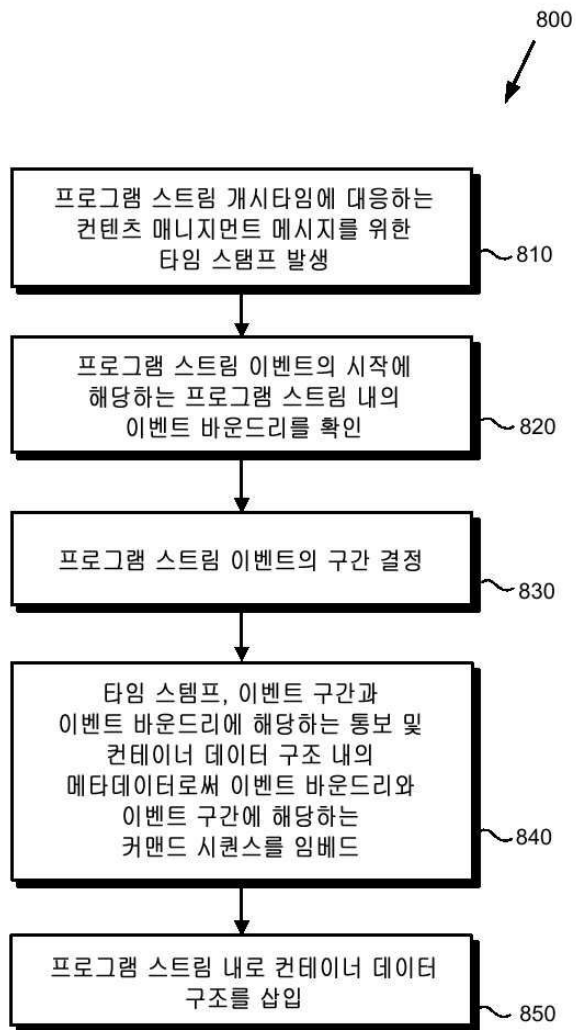 800
프로그램 스트림 개시타임에 대응하는
컨텐츠 매니지먼트 메시지를 위한
타임 스탬프 발생
810
프로그램 스트림 이벤트의 시작에
해당하는 프로그램 스트림 내의
이벤트 바운드리를 확인
820
프로그램 스트림 이벤트의 구간 결정
830
타임 스템프, 이벤트 구간과
이벤트 바운드리에 해당하는 통보 및
컨테이너 데이터 구조 내의
메타데이터로써 이벤트 바운드리와
이벤트 구간에 해당하는
커맨드 시퀀스를 임베드
840
프로그램 스트림 내로 컨테이너 데이터
구조를 삽입
850